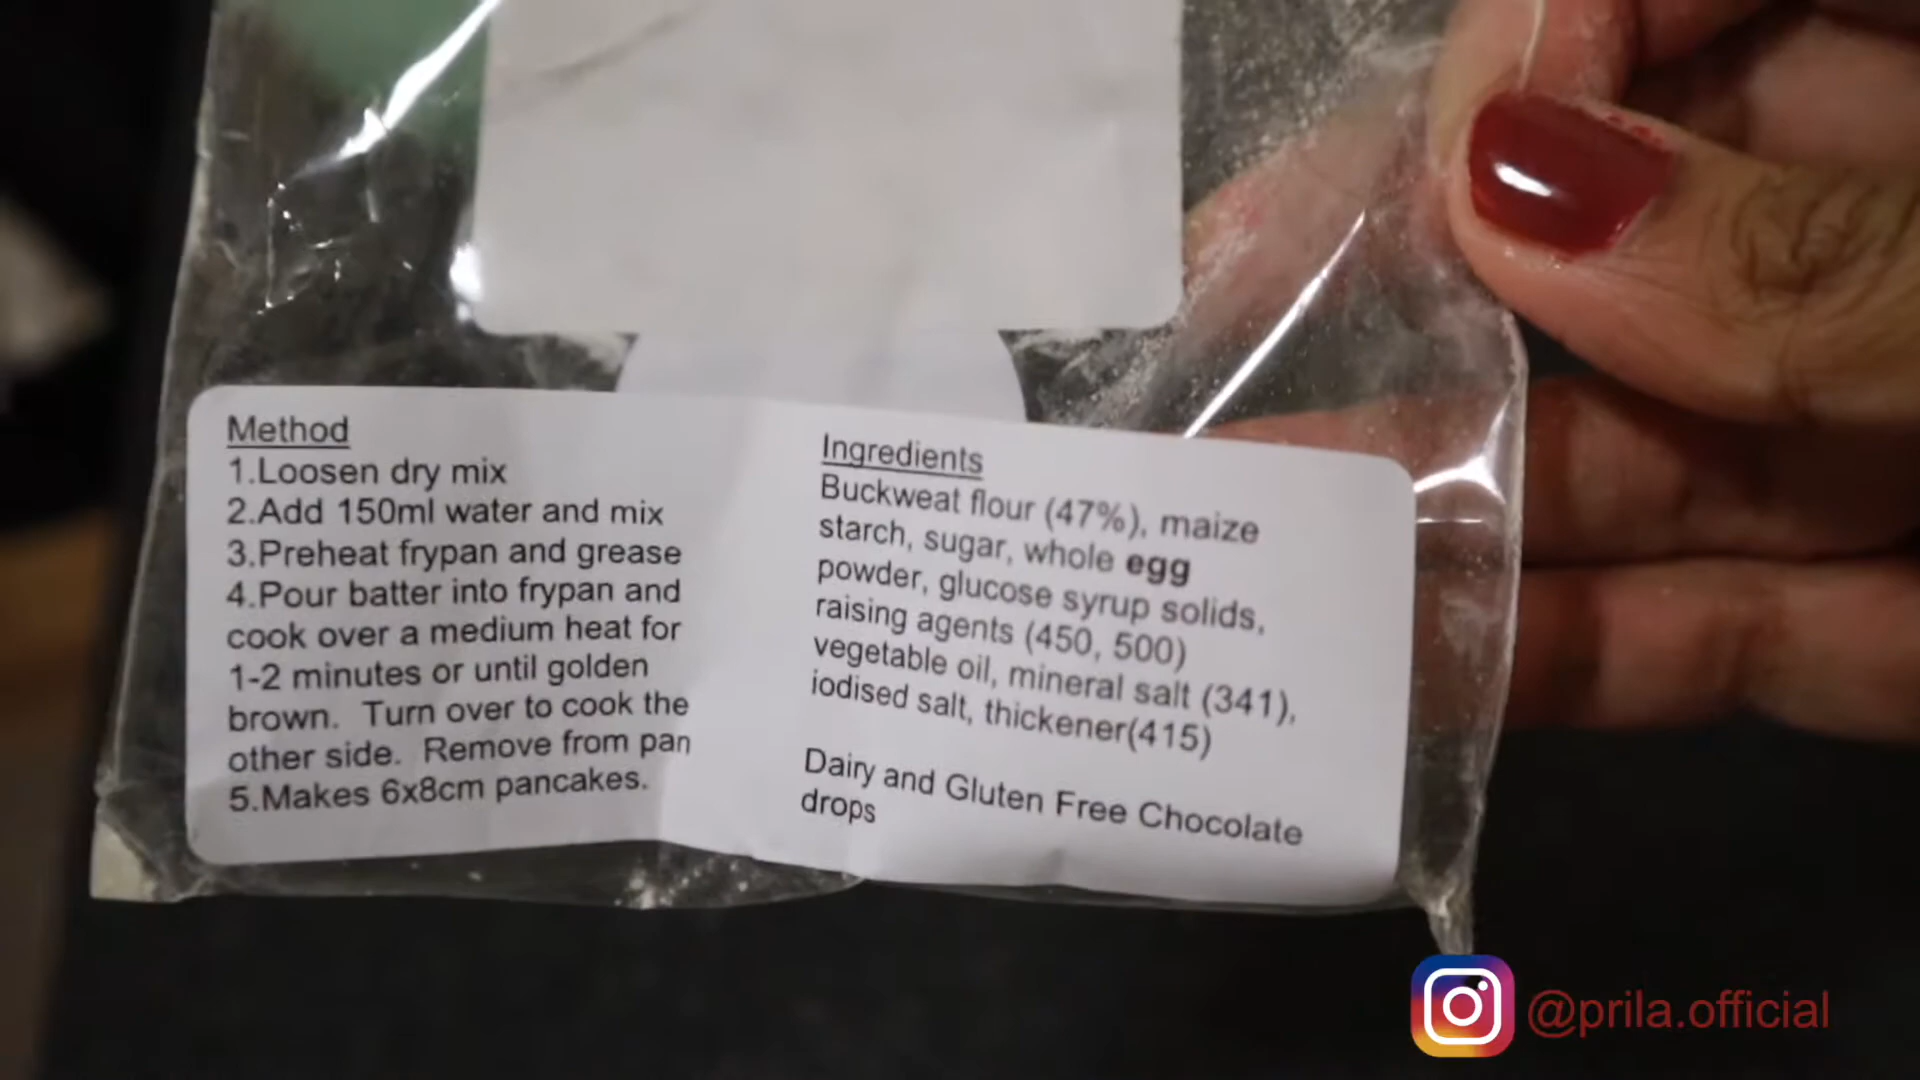 Method
1.Loosen dry mix
2.Add 150ml water and mix
3.Preheat frypan and grease
4.Pour batter into frypan and
cook over a medium heat for
1-2 minutes or until golden
brown.  Turn over to cook the
other side.  Remove from pan
5.Makes 6x8cm pancakes.
Ingredients
Buckweat flour (47%), maize
starch, sugar, whole egg
powder, glucose syrup solids,
raising agents (450, 500)
vegetable oil, mineral salt (341),
iodised salt, thickener(415)
Dairy and Gluten Free Chocolate
drops
@prila.official